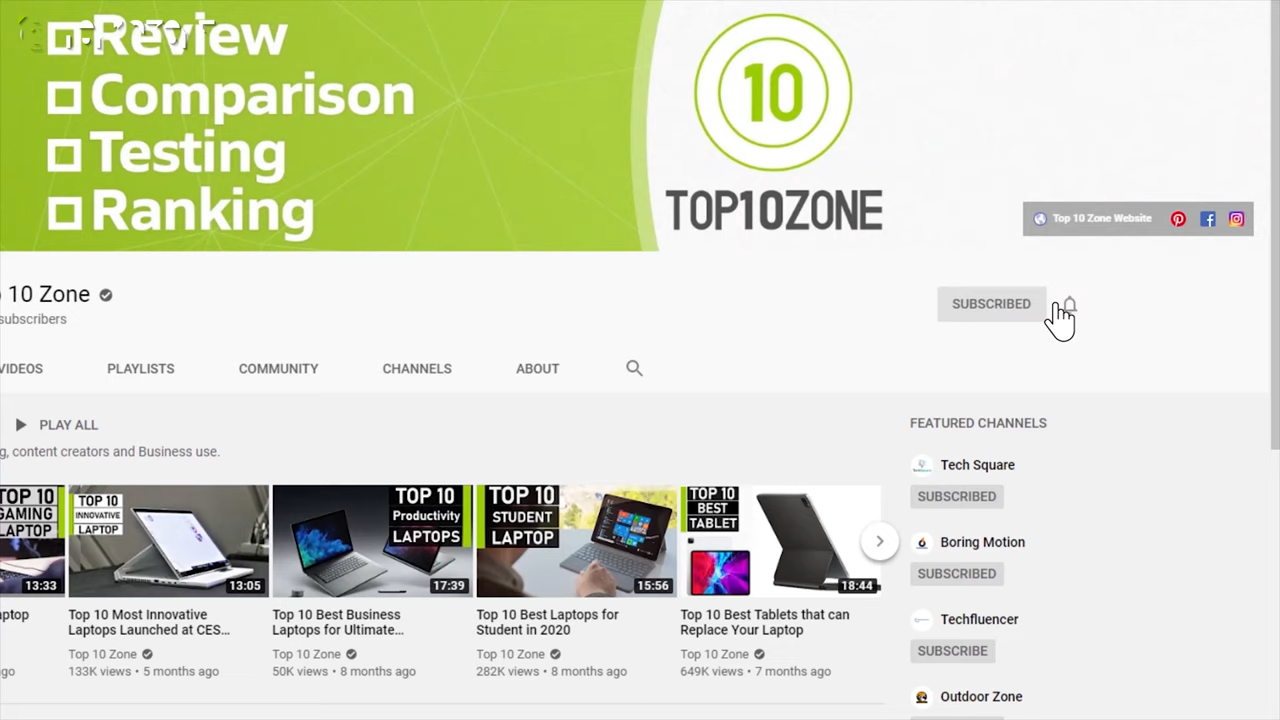 Review
Comparison
Testing
Ranking
10
TOP10ZONE
Top 10 Zone Website
10 Zone
subscribers
SUBSCRIBED
VIDEOS
PLAYLISTS
COMMUNITY
CHANNELS
ABOUT
PLAY ALL
g, content creators and Business use.
FEATURED CHANNELS
Tech Square
SUBSCRIBED
Boring Motion
SUBSCRIBED
Techfluencer
SUBSCRIBE
Outdoor Zone
TOP 10
GAMING
LAPTOP
13:33
TOP 10
INNOVATIVE
LAPTOP
13:05
TOP 10
Productivity
LAPTOPS
17:39
TOP 10
STUDENT
LAPTOP
15:56
TOP 10
BEST
TABLET
18:44
aptop
go
Top 10 Most Innovative
Laptops Launched at CES...
Top 10 Zone
133K views • 5 months ago
Top 10 Best Business
Laptops for Ultimate...
Top 10 Zone
50K views • 8 months ago
Top 10 Best Laptops for
Student in 2020
Top 10 Zone
282K views • 8 months ago
Top 10 Best Tablets that can
Replace Your Laptop
Top 10 Zone
649K views • 7 months ago